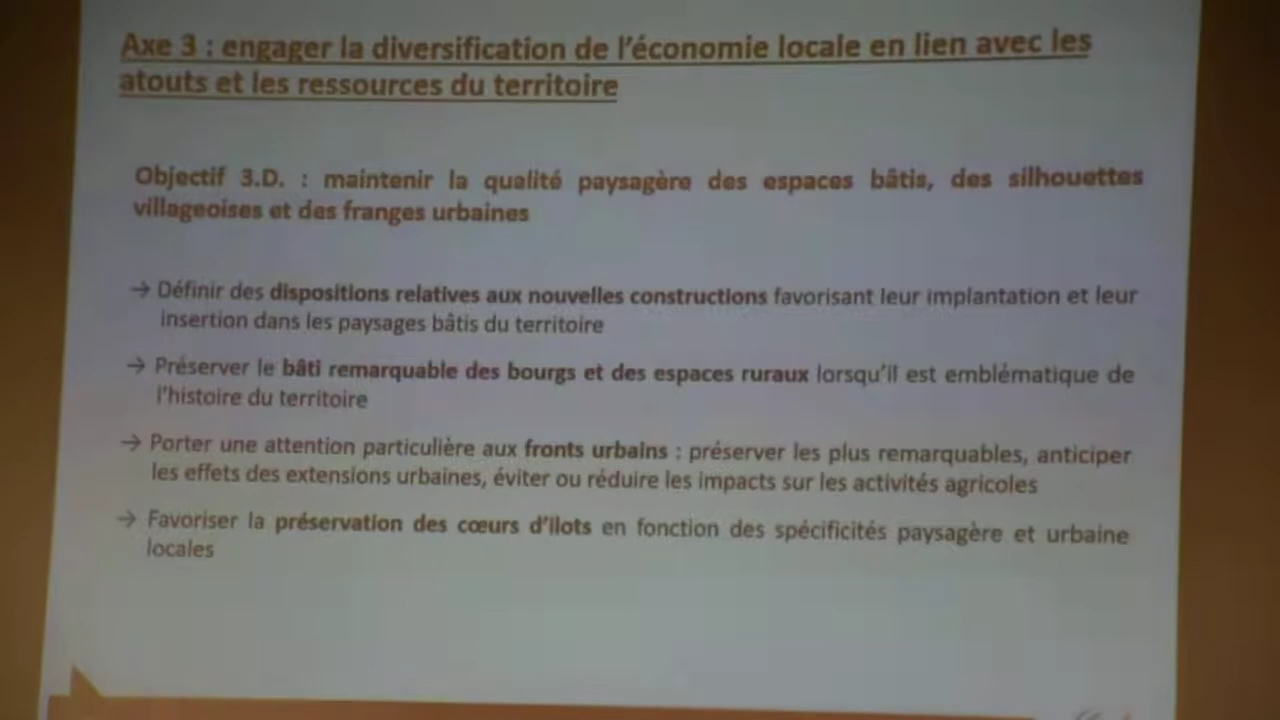 Axe 3 : engager la diversification de l'économie locale en lien avec les
atouts et les ressources du territoire
Objectif 3.D. : maintenir la qualité paysagère des espaces bâtis, des silhouettes
villageoises et des franges urbaines
→ Définir des dispositions relatives aux nouvelles constructions favorisant leur implantation et leur
insertion dans les paysages bâtis du territoire
→ Préserver le bâti remarquable des bourgs et des espaces ruraux lorsqu'il est emblématique de
l'histoire du territoire
→ Porter une attention particulière aux fronts urbains : préserver les plus remarquables, anticiper
les effets des extensions urbaines, éviter ou réduire les impacts sur les activités agricoles
→ Favoriser la préservation des cœurs d'ilots en fonction des spécificités paysagère et urbaine
locales